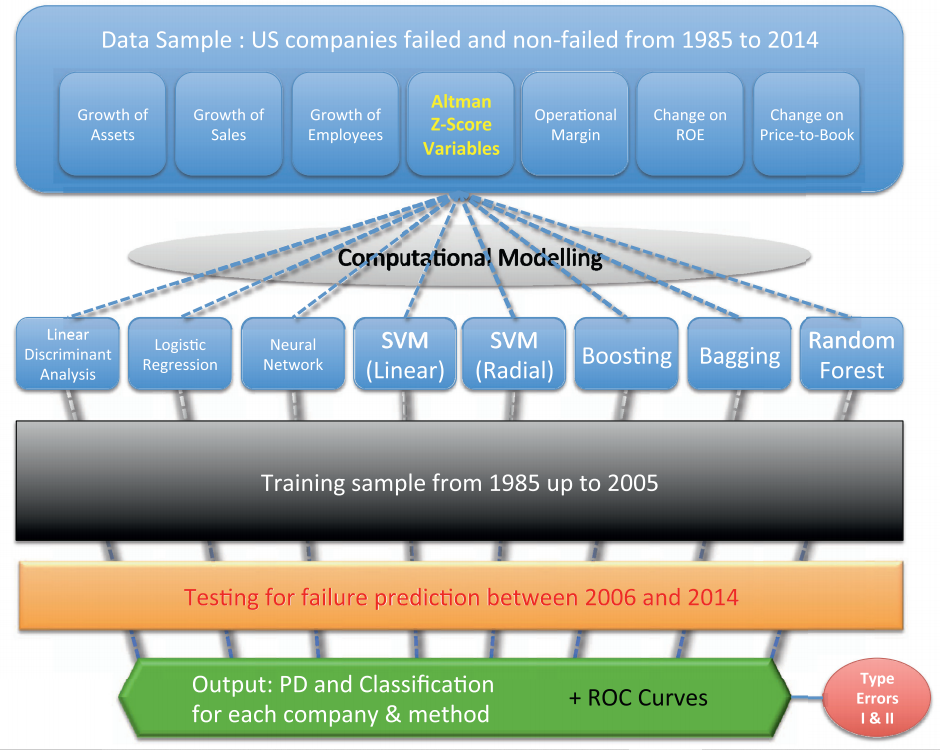 Data Sample : US companies failed and non-failed from 1985 to 2014
Growth of
Assets
Growth of
Sales
Growth of
Employees
Altman
Z-Score
Variables
Operational
Margin
Change on
ROE
Change on
Price-to-Book
Computational Modelling
Linear
Discriminant
Analysis
Logistic
Regression
Neural
Network
SVM
(Linear)
SVM
(Radial)
Boosting
Bagging
Random
Forest
Training sample from 1985 up to 2005
Testing for failure prediction between 2006 and 2014
Output: PD and Classification
for each company & method
+ ROC Curves
Type
Errors
I & II